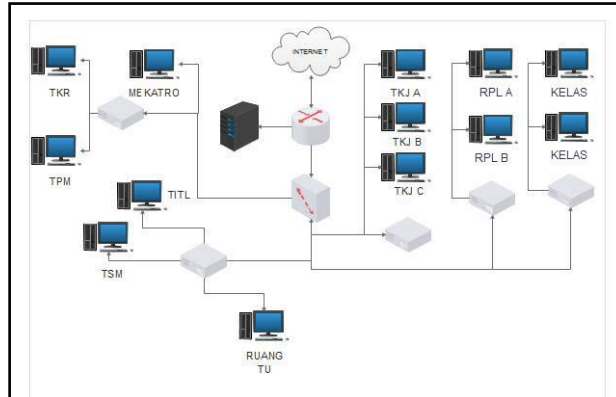 INTERNET
TKR
MEKATRO
TKJ A
RPL A
KELAS
TKJ B
RPL B
KELAS
TKJ C
TPM
TITL
TSM
RUANG
TU